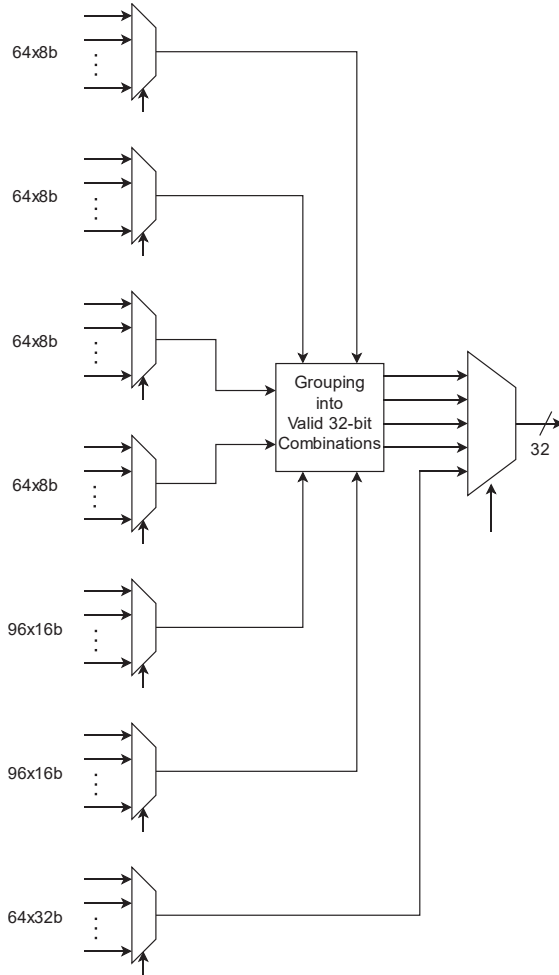 64x8b
64x8b
64x8b
Grouping
into
Valid 32-bit
Combinations
32
64x8b
96x16b
96x16b
64x32b